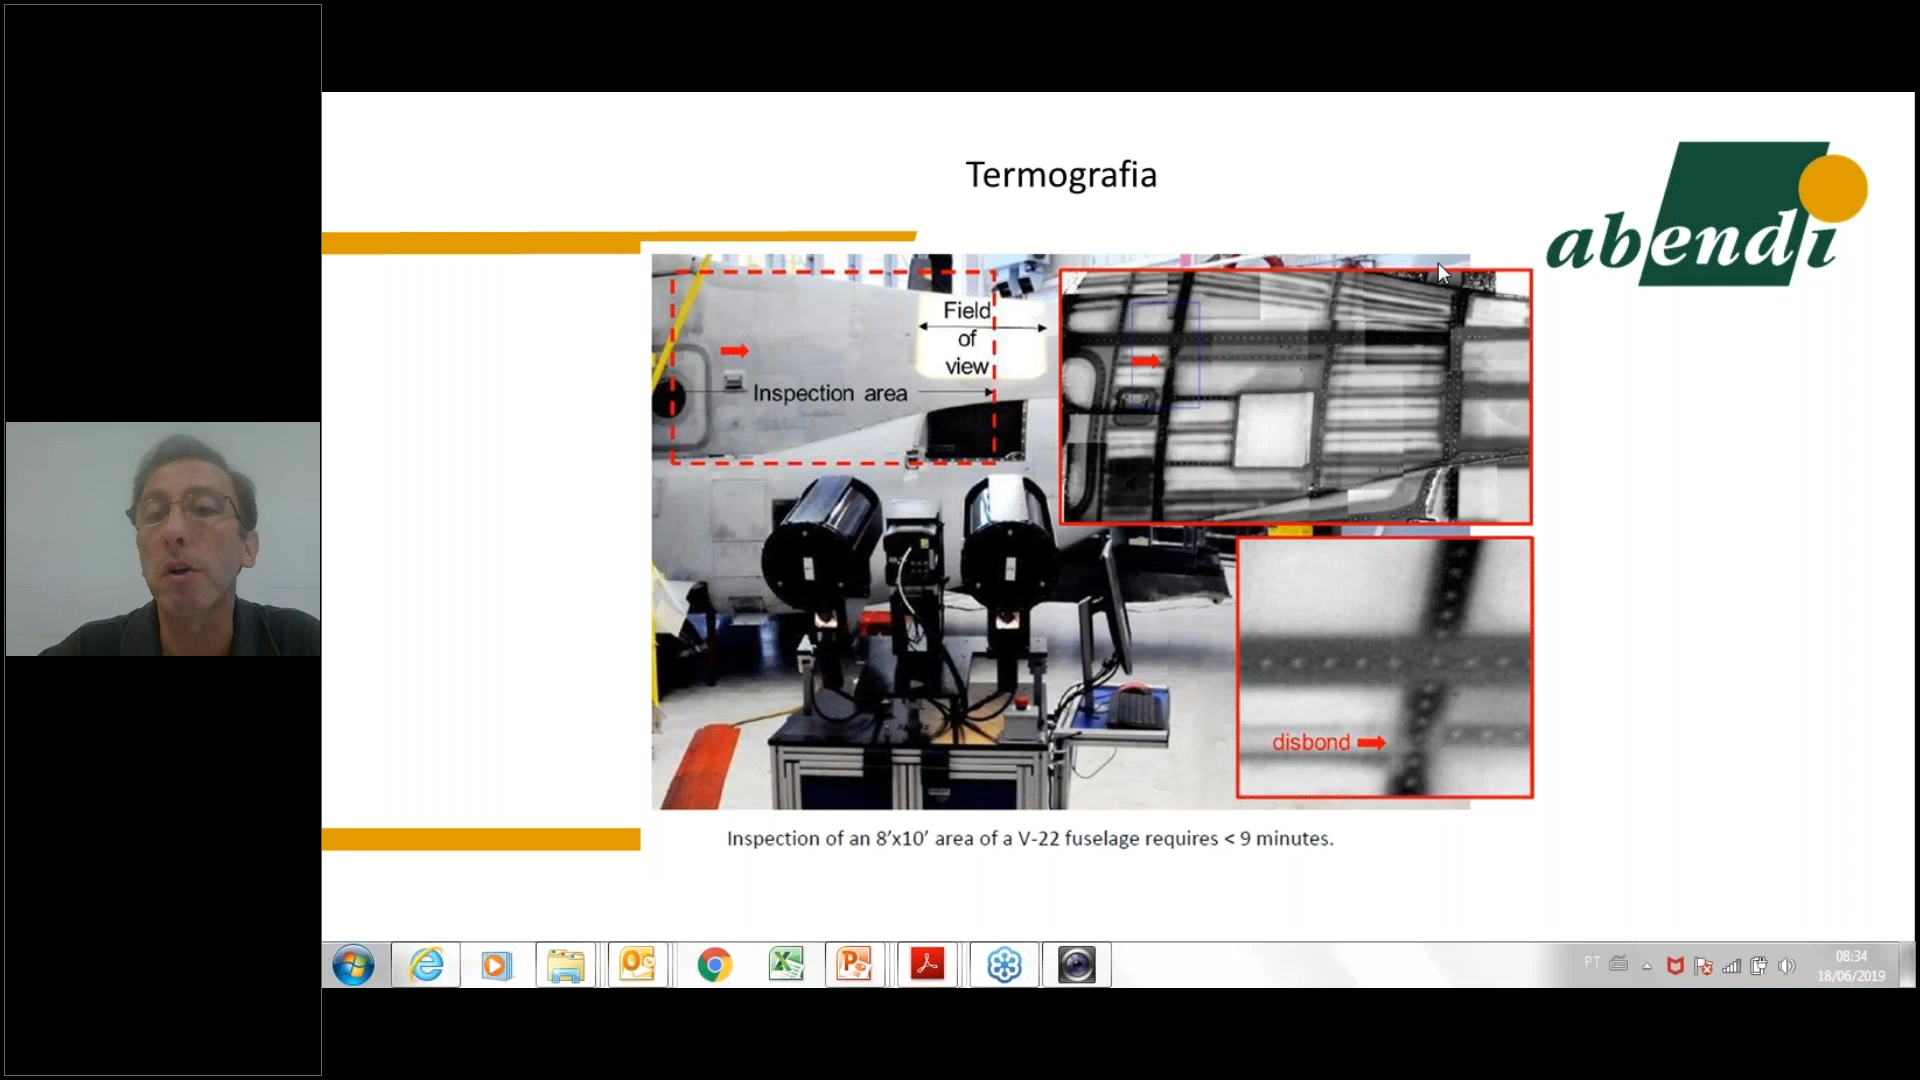 Termografia
abendi
Field
of
view
Inspection area
disbond
Inspection of an 8’x10’ area of a V-22 fuselage requires < 9 minutes.
PT
08:34
18/06/2019